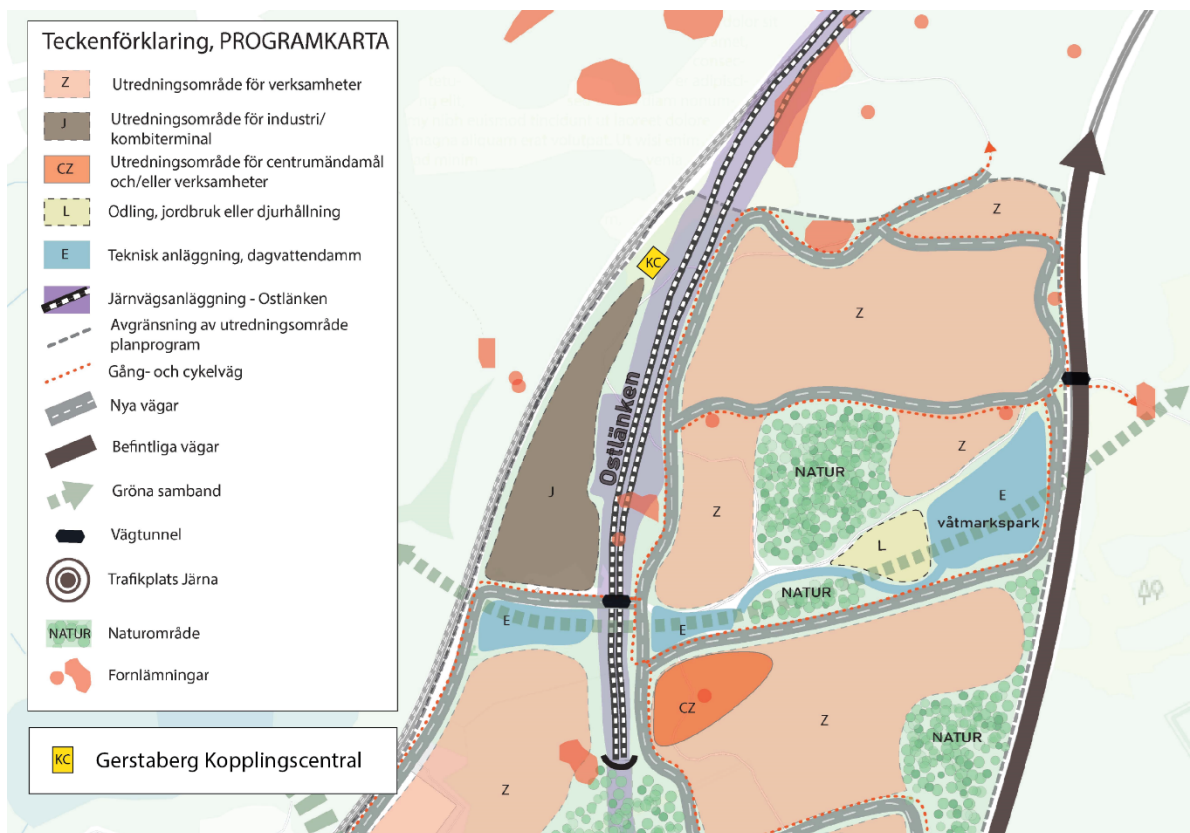 Teckenförklaring, PROGRAMKARTA
Z Utredningsområde för verksamheter
J Utredningsområde för industri/
kombiterminal
CZ Utredningsområde för centrumändamål
och/eller verksamheter
L Odling, jordbruk eller djurhållning
E Teknisk anläggning, dagvattendamm
Järnvägsanläggning - Ostlänken
Avgränsning av utredningsområde
planprogram
Gång- och cykelväg
Nya vägar
Befintliga vägar
Gröna samband
Vägtunnel
Trafikplats Järna
NATUR Naturområde
Fornlämningar
KC Gerstaberg Kopplingscentral
Z
KC
Z
Ostlänken
Z
NATUR
J
E
Z
våtmarkspark
L
NATUR
E
E
CZ
Z
NATUR
Z